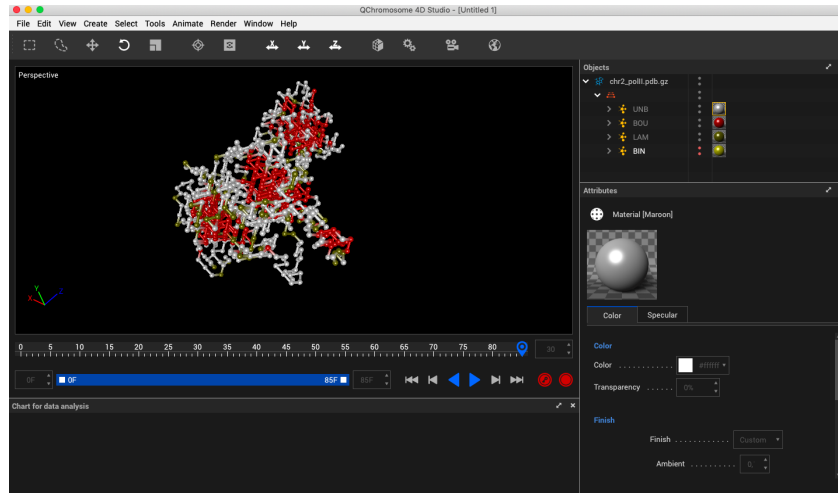 QChromosome 4D Studio - [Untitled 1]
File Edit View Create Select Tools Animate Render Window Help
X Y Z
Perspective
Y
X
Z
0 5 10 15 20 25 30 35 40 45 50 55 60 65 70 75 80
30
0F
0F
85F
85F
Chart for data analysis
Objects
chr2_polII.pdb.gz
UNB
BOU
LAM
BIN
Attributes
Material [Maroon]
Color Specular
Color
Color . . . . . . . . . . . . #ffffff
Transparency . . . . . . 0%
Finish
Finish . . . . . . . . . . . . Custom
Ambient . . . . . . . . . . 0,